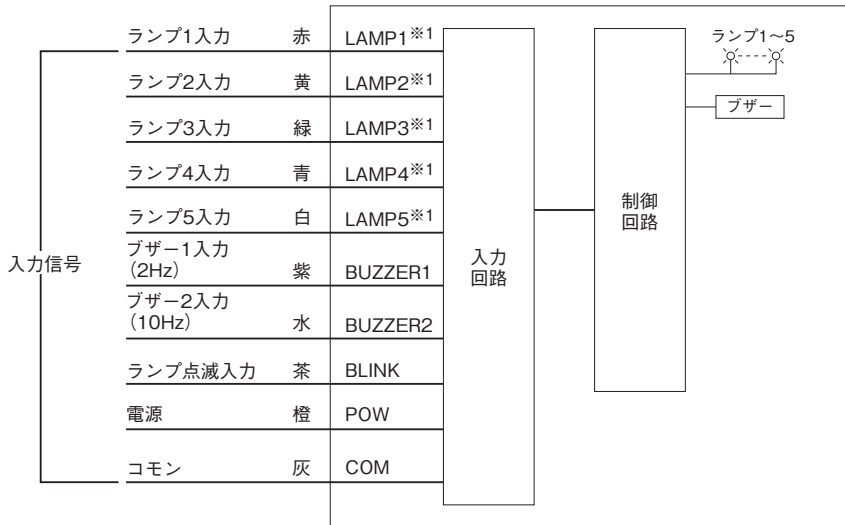 ランプ1入力 赤 LAMP1※1
ランプ2入力 黄 LAMP2※1
ランプ3入力 緑 LAMP3※1
ランプ4入力 青 LAMP4※1
ランプ5入力 白 LAMP5※1
ブザー1入力
（2Hz） 紫 BUZZER1
ブザー2入力
（10Hz） 水 BUZZER2
ランプ点滅入力 茶 BLINK
電源 橙 POW
コモン 灰 COM
入力信号
入力
回路
制御
回路
ランプ1～5
ブザー